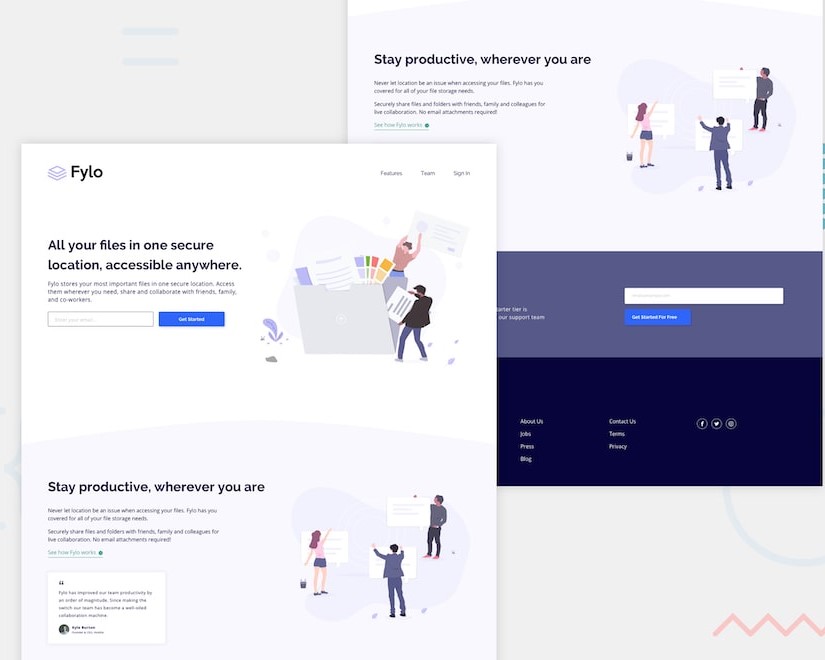 Fylo
Features
Team
Sign In
All your files in one secure
location, accessible anywhere.
Fylo stores your most important files in one secure location. Access
them wherever you need, share and collaborate with friends, family,
and co-workers.
Enter your email...
Get Started
Stay productive, wherever you are
Never let location be an issue when accessing your files. Fylo has you
covered for all of your file storage needs.
Securely share files and folders with friends, family and colleagues for
live collaboration. No email attachments required!
See how Fylo works
“
Fylo has improved our team productivity by
an order of magnitude. Since making the
switch our team has become a well-oiled
collaboration machine.
Kyle Burton
Founder & CEO, Huddle
Stay productive, wherever you are
Never let location be an issue when accessing your files. Fylo has you
covered for all of your file storage needs.
Securely share files and folders with friends, family and colleagues for
live collaboration. No email attachments required!
See how Fylo works
arter tier is
our support team
Get Started For Free
About Us
Jobs
Press
Blog
Contact Us
Terms
Privacy